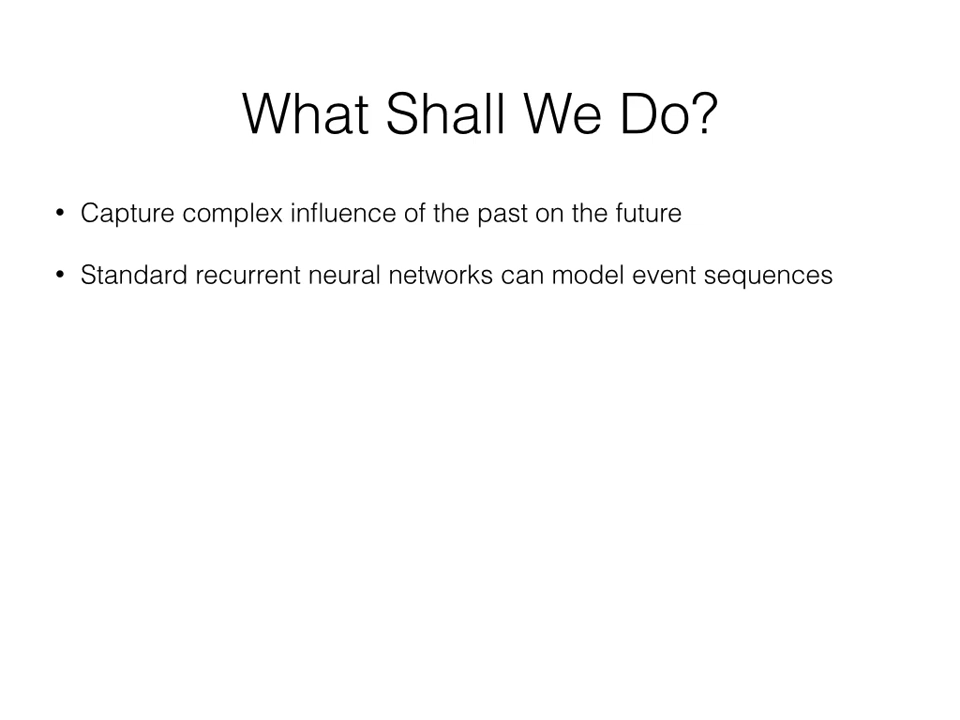 What Shall We Do?
• Capture complex influence of the past on the future
• Standard recurrent neural networks can model event sequences